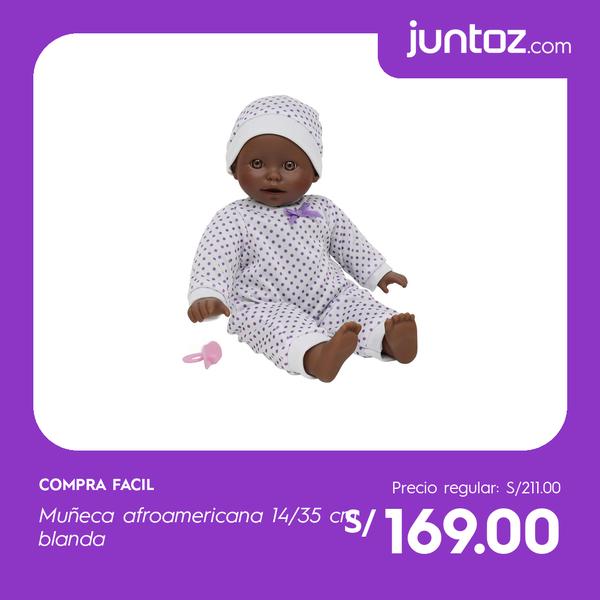 juntoz.com
COMPRA FACIL
Muñeca afroamericana 14/35 cm
blanda
Precio regular: S/211.00
S/ 169.00